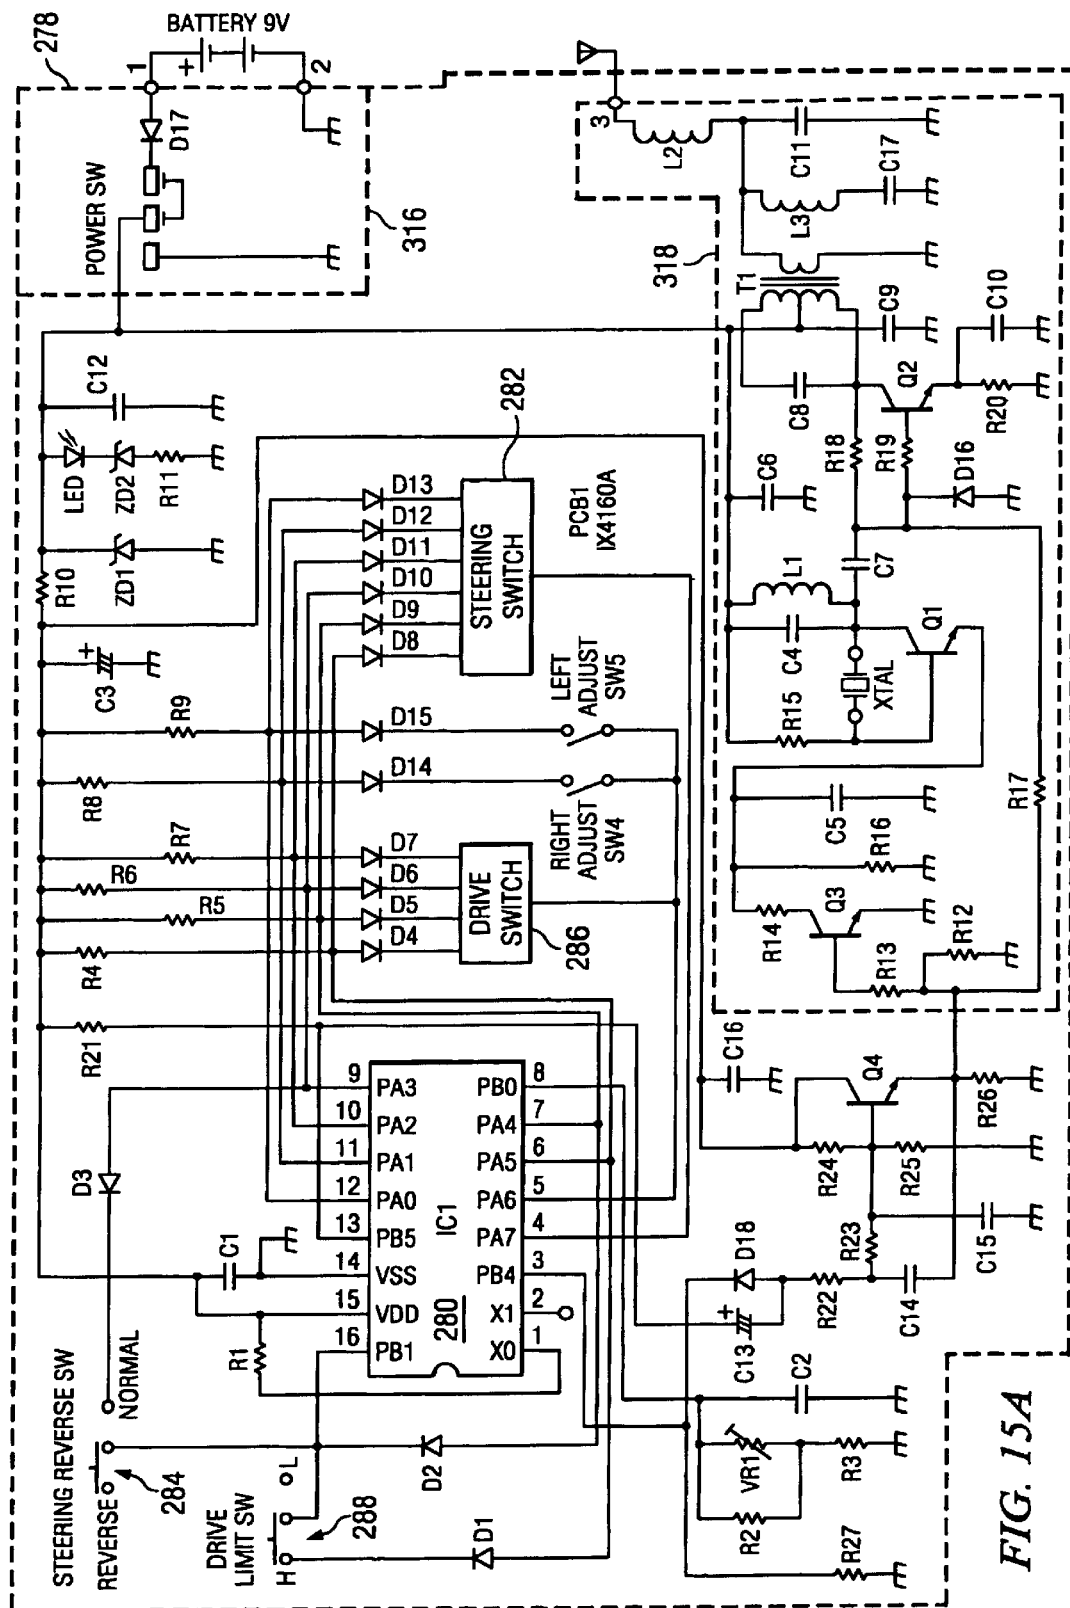 278
BATTERY 9V
1
+
2
D17
POWER SW
316
3
L2
C11
L3
C17
318
T1
C9
C10
C12
LED
ZD2
R11
282
C8
Q2
R20
R18
R19
D16
C6
R10
ZD1
D13
D12
D11
D10
D9
D8
STEERING
SWITCH
PCB1
IX4160A
C7
L1
C4
Q1
XTAL
R15
+
C3
R9
D15
LEFT
ADJUST
SW5
R8
D14
RIGHT
ADJUST
SW4
C5
R16
R17
R7
R6
R5
R4
D7
D6
D5
D4
DRIVE
SWITCH
286
Q3
R14
R13
R12
R21
C16
Q4
R24
R25
R26
D3
9
10
11
12
13
14
15
16
PA3
PA2
PA1
PA0
PB5
VSS
VDD
PB1
IC1
280
PB0
PA4
PA5
PA6
PA7
PB4
X1
X0
8
7
6
5
4
3
2
1
C1
R1
D18
+
C13
R22
R23
C14
C15
STEERING REVERSE SW
NORMAL
REVERSE
284
DRIVE
LIMIT SW
L
H
288
D2
D1
C2
VR1
R3
R2
R27
FIG. 15A